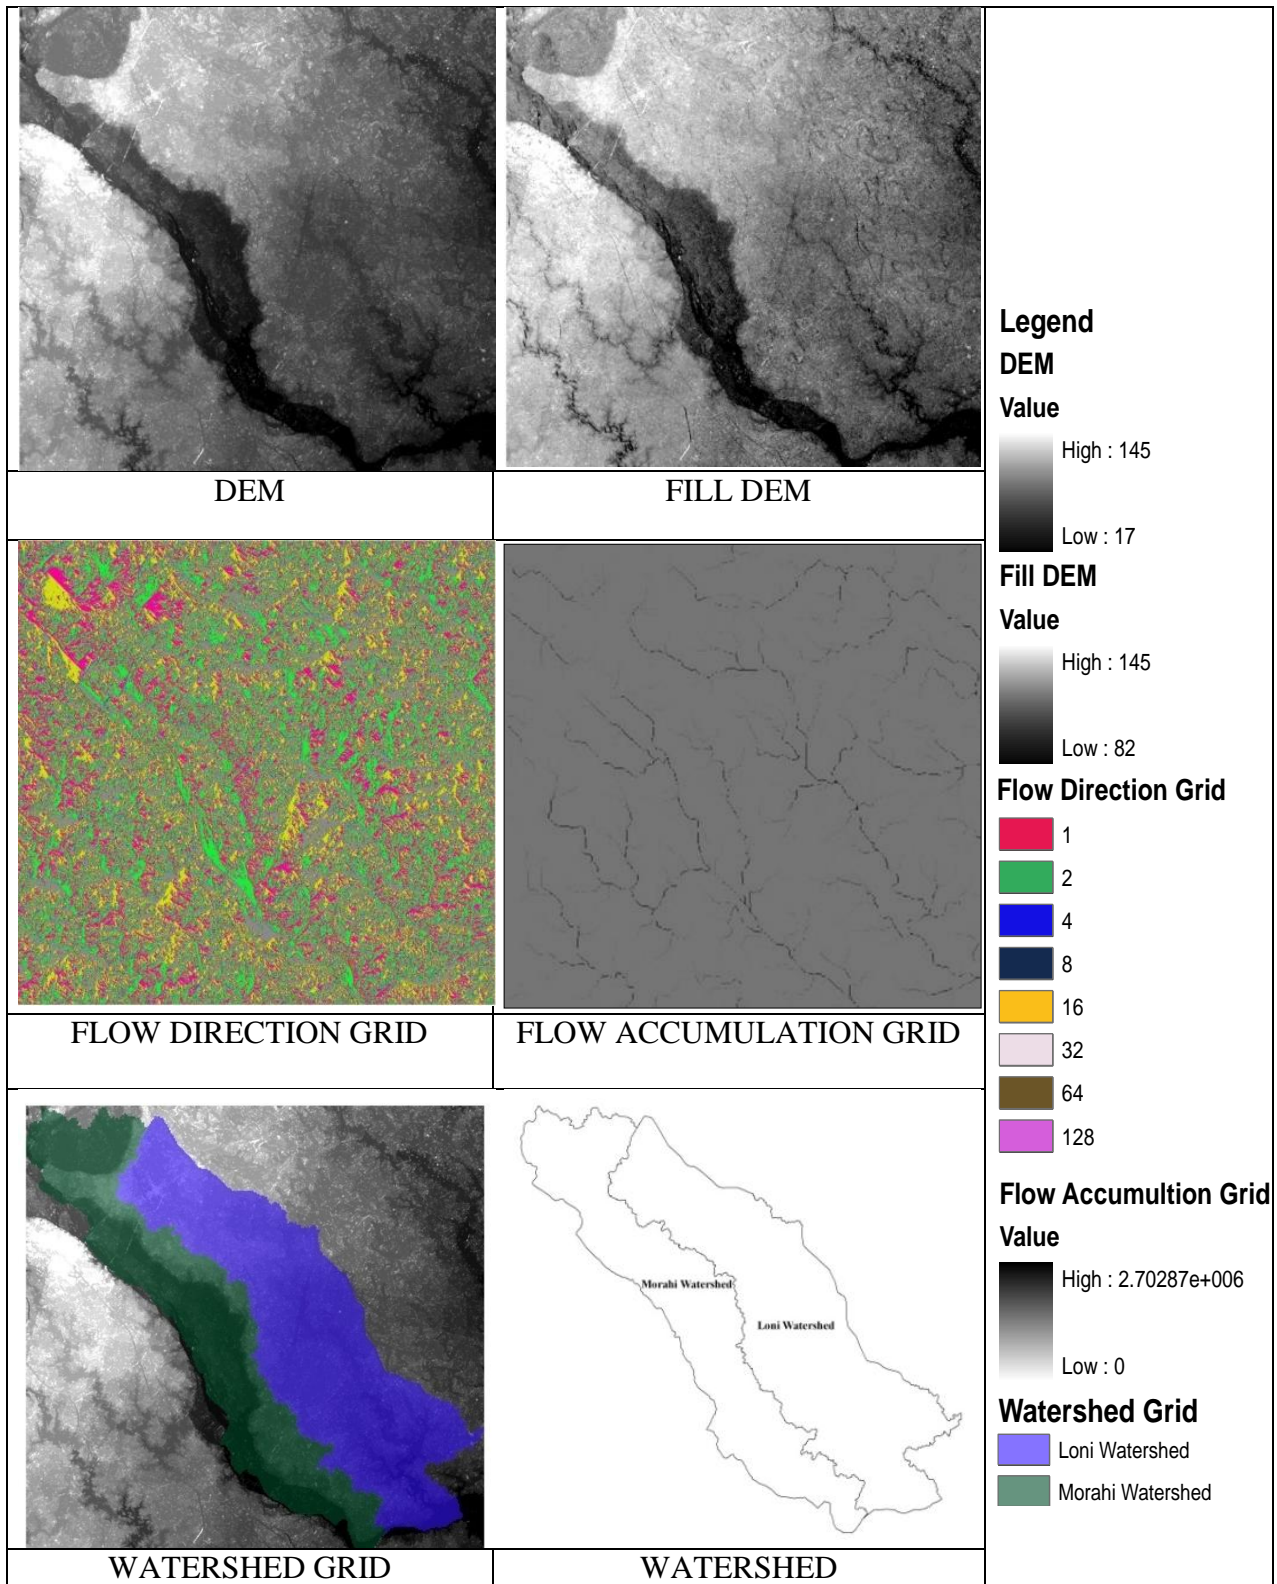 DEM
FILL DEM
FLOW DIRECTION GRID
FLOW ACCUMULATION GRID
Morahi Watershed
Loni Watershed
WATERSHED GRID
WATERSHED
Legend
DEM
Value
High : 145
Low : 17
Fill DEM
Value
High : 145
Low : 82
Flow Direction Grid
1
2
4
8
16
32
64
128
Flow Accumultion Grid
Value
High : 2.70287e+006
Low : 0
Watershed Grid
Loni Watershed
Morahi Watershed